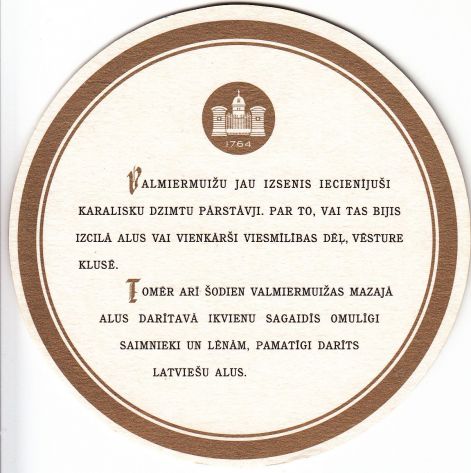 1764
VALMIERMUIŽU JAU IZSENIS IECIENĪJUŠI
KARALISKU DZIMTU PĀRSTĀVJI. PAR TO, VAI TAS BIJIS
IZCILĀ ALUS VAI VIENKĀRŠI VIESMĪLĪBAS DĒĻ, VĒSTURE
KLUSĒ.
TOMĒR ARĪ ŠODIEN VALMIERMUIŽAS MAZAJĀ
ALUS DARĪTAVĀ IKVIENU SAGAIDĪS OMULĪGI
SAIMNIEKI UN LĒNĀM, PAMATĪGI DARĪTS
LATVIEŠU ALUS.